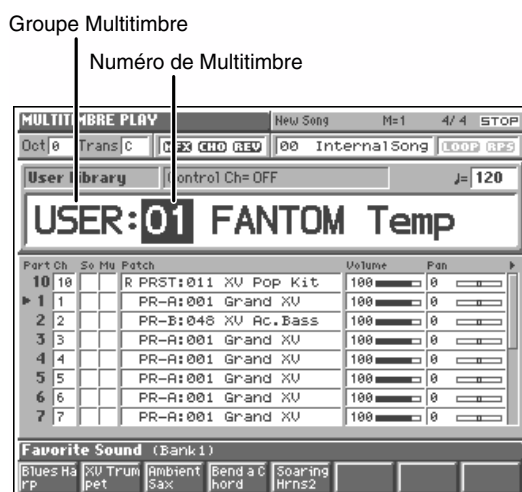 Groupe Multitimbre
Numéro de Multitimbre
MULTITIMBRE PLAY New Song M=1 4/ 4 STOP
Oct 0 Trans C MFX CHO REV 00 InternalSong LOOP RPS
User Library Control Ch= OFF ♩= 120
USER:01 FANTOM Temp
Part Ch So Mu Patch Volume Pan
10 10 R PRST:011 XV Pop Kit 100 0
1 1 PR-A:001 Grand XV 100 0
2 2 PR-B:048 XV Ac.Bass 100 0
3 3 PR-A:001 Grand XV 100 0
4 4 PR-A:001 Grand XV 100 0
5 5 PR-A:001 Grand XV 100 0
6 6 PR-A:001 Grand XV 100 0
7 7 PR-A:001 Grand XV 100 0
Favorite Sound (Bank1)
Blues Ha XV Trum Ambient Bend a C Soaring
rp pet Sax hord Hrns2